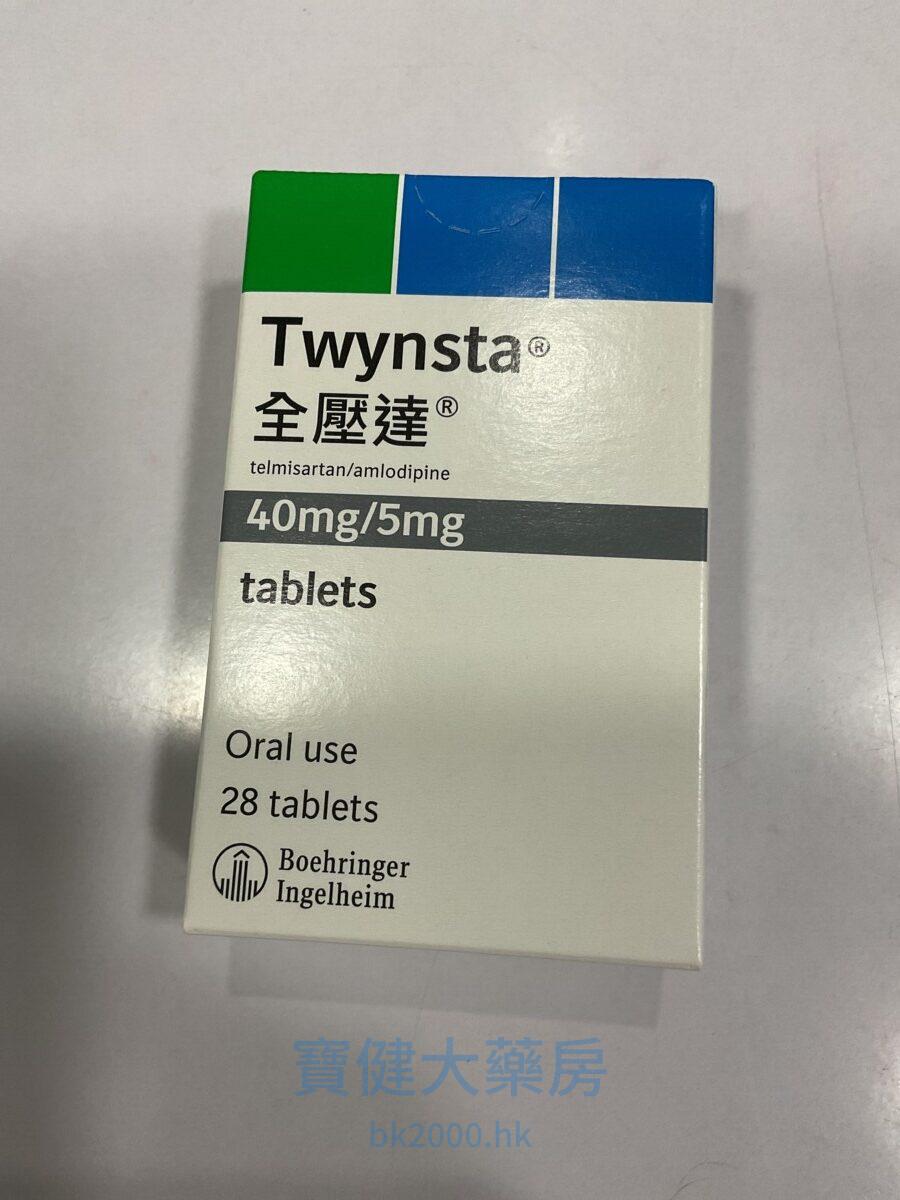 Twynsta®
全壓達®
telmisartan/amlodipine
40mg/5mg
tablets
Oral use
28 tablets
Boehringer
Ingelheim
寶健大藥房
bk2000.hk